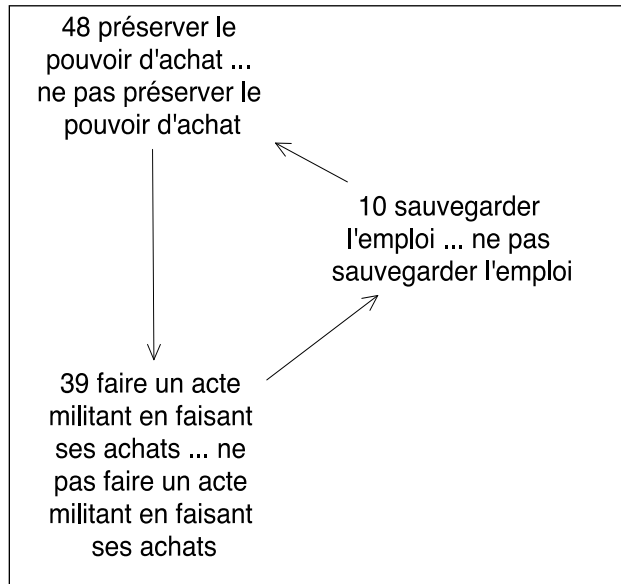 48 préserver le
pouvoir d'achat ...
ne pas préserver le
pouvoir d'achat
10 sauvegarder
l'emploi ... ne pas
sauvegarder l'emploi
39 faire un acte
militant en faisant
ses achats ... ne
pas faire un acte
militant en faisant
ses achats